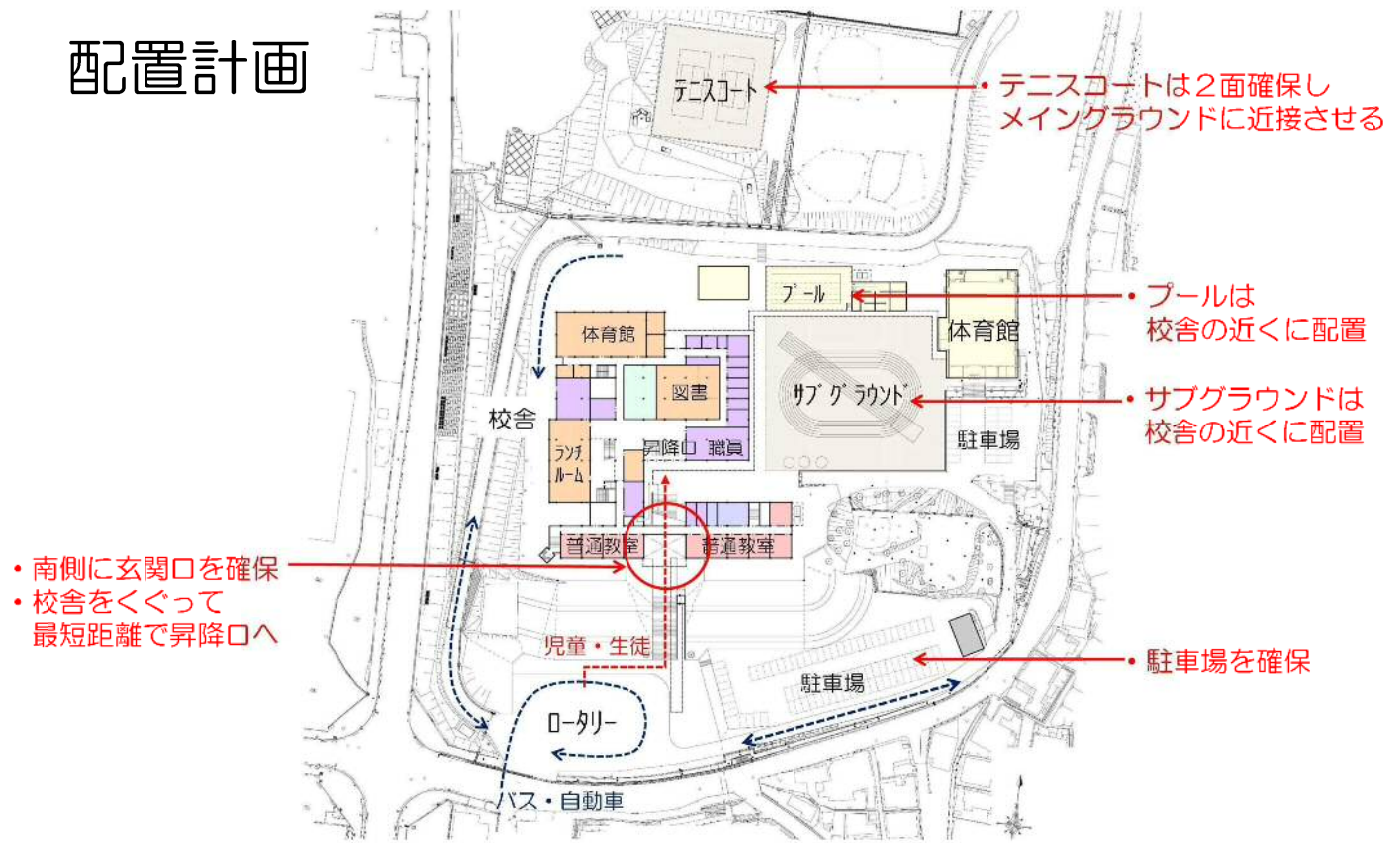 配置計画
テニスコート
・テニスコートは２面確保し
メイングラウンドに近接させる
プール
・プールは
校舎の近くに配置
体育館
体育館
図書
サブグラウンド
・サブグラウンドは
校舎の近くに配置
校舎
ランチ
ルーム
昇降口
職員
駐車場
普通教室
普通教室
・南側に玄関口を確保
・校舎をくぐって
最短距離で昇降口へ
児童・生徒
駐車場
・駐車場を確保
ロータリー
バス・自動車